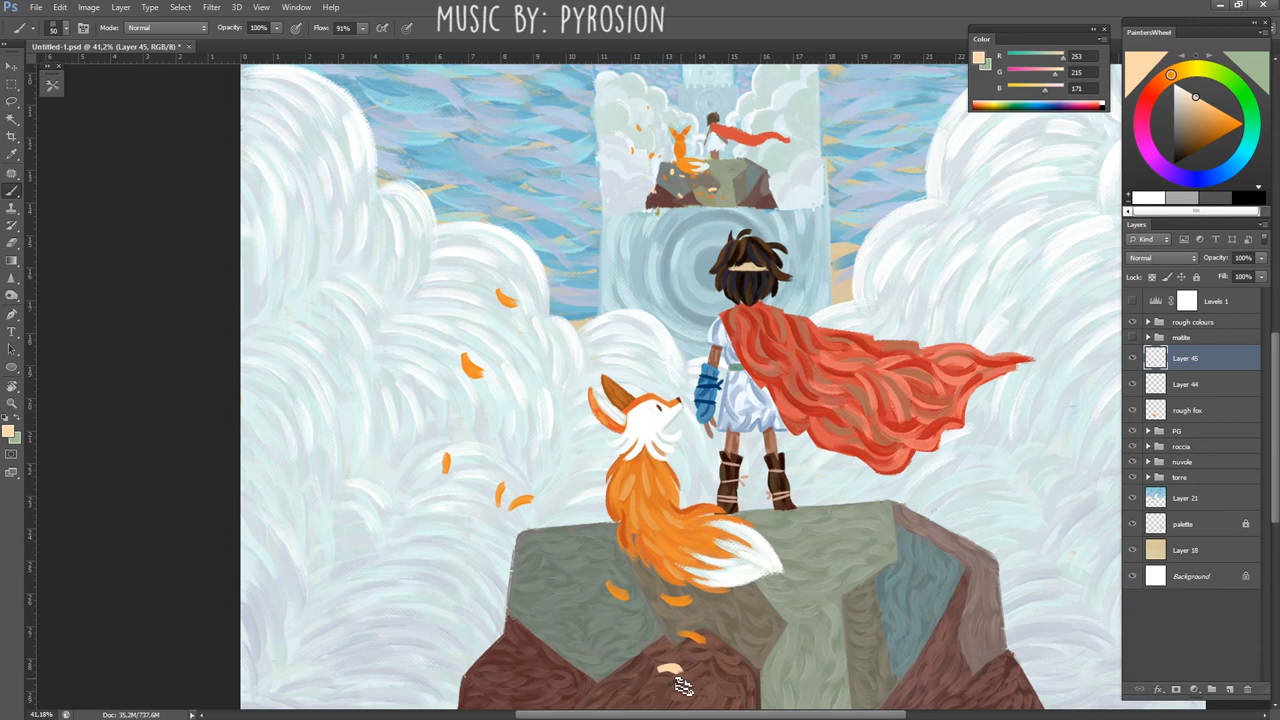 MUSIC BY: PYROSION
Ps File Edit Image Layer Type Select Filter 3D View Window Help
50 Mode: Normal Opacity: 100% Flow: 91%
Untitled-1.psd @ 41,2% (Layer 45, RGB/8) * ×
Color
R 253
G 215
B 171
PaintersWheel
Layers
Kind
Normal Opacity: 100%
Lock: Fill: 100%
Levels 1
rough colours
matite
Layer 45
Layer 44
rough fox
PG
roccia
nuvole
torre
Layer 21
palette
Layer 18
Background
41,18% Doc: 35,2M/737,6M